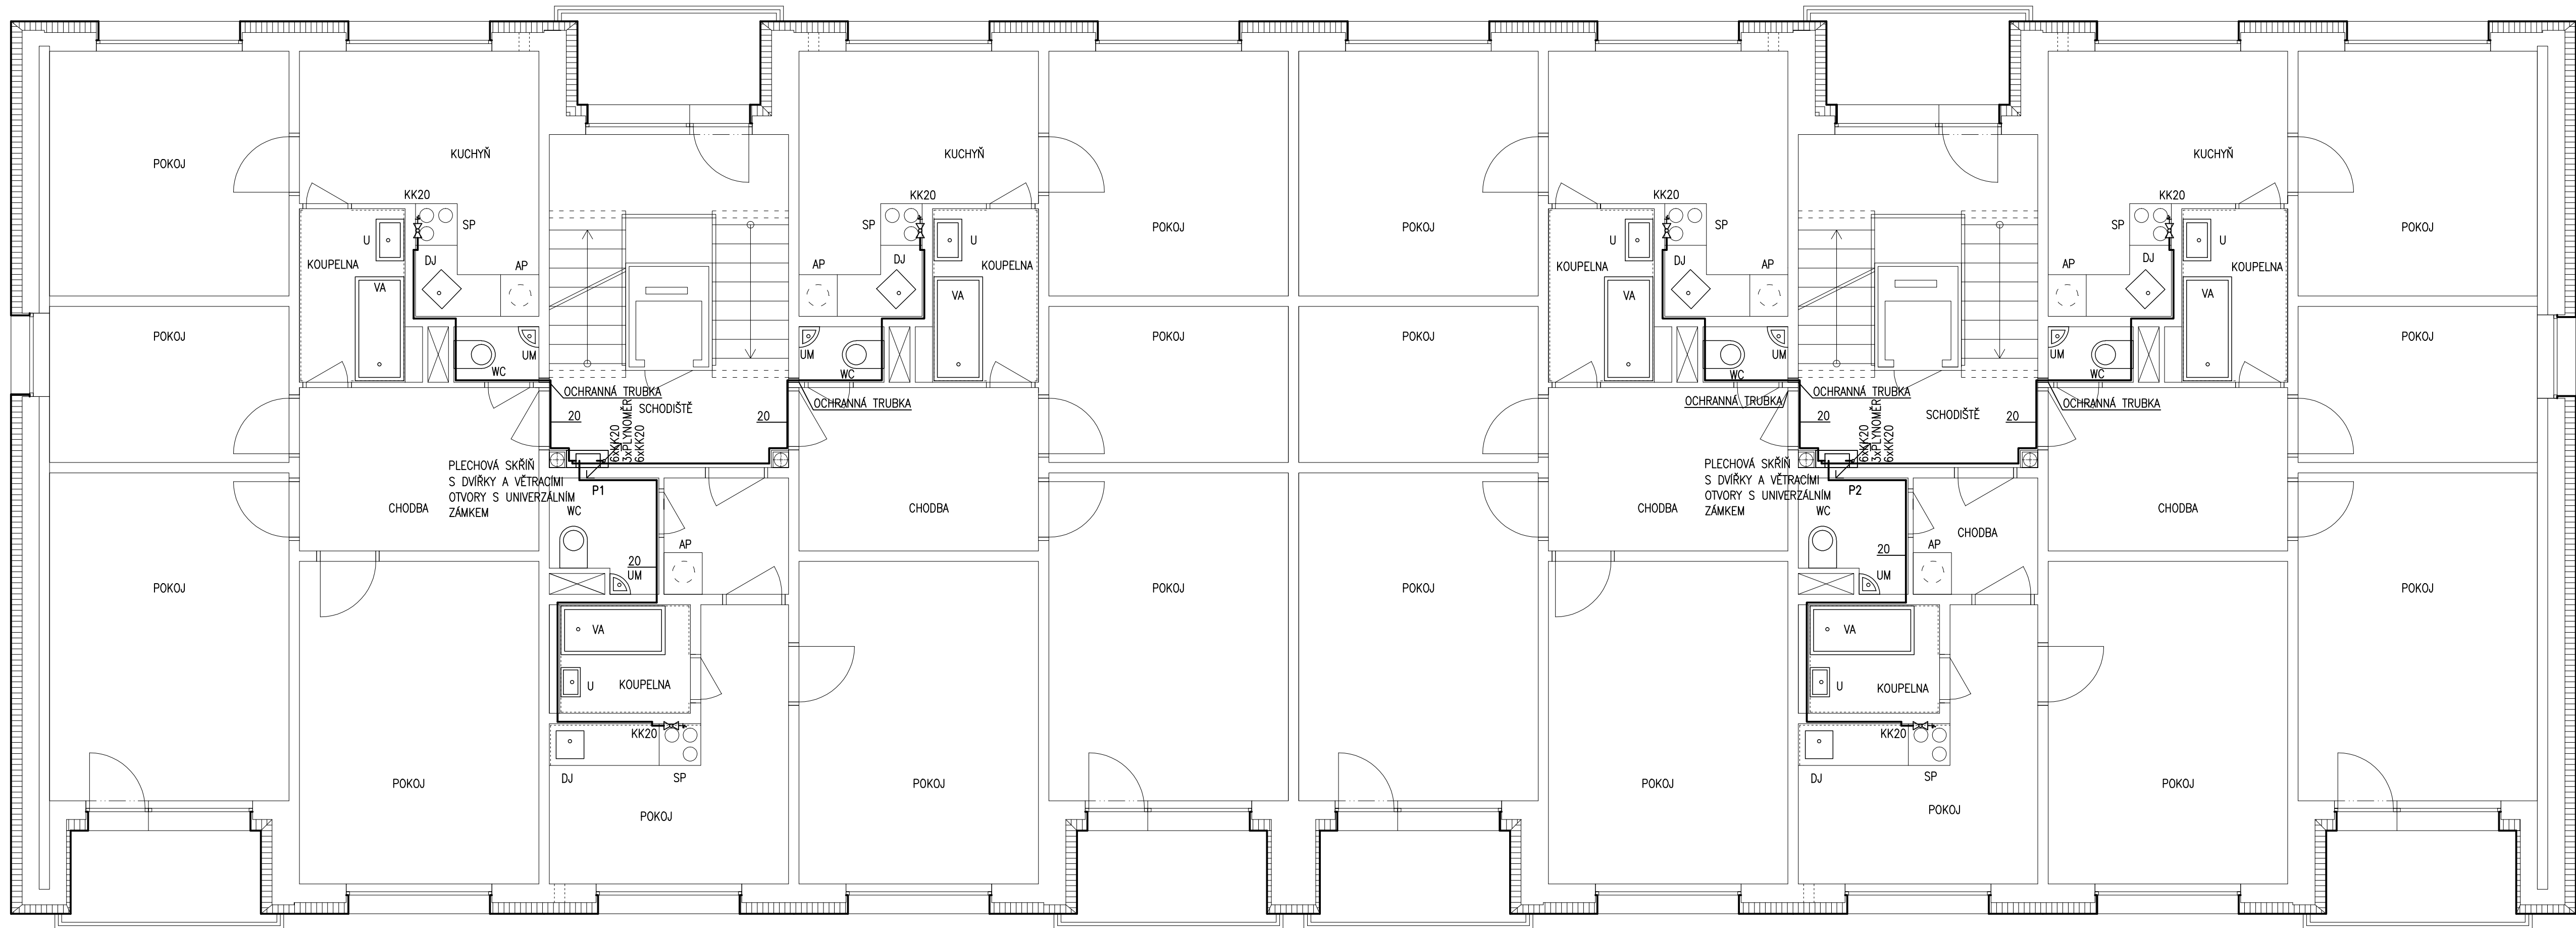 POKOJ
KUCHYŇ
KUCHYŇ
POKOJ
POKOJ
KUCHYŇ
POKOJ
KK20
SP
U
KOUPELNA
DJ
AP
VA
KK20
SP
U
KOUPELNA
DJ
AP
VA
KK20
SP
U
KOUPELNA
DJ
AP
VA
KK20
SP
U
KOUPELNA
DJ
AP
VA
POKOJ
UM
WC
UM
WC
POKOJ
POKOJ
UM
WC
UM
WC
POKOJ
OCHRANNÁ TRUBKA
SCHODIŠTĚ
OCHRANNÁ TRUBKA
20
20
6xKK20
3xPLYNOMĚR
6xKK20
OCHRANNÁ TRUBKA
OCHRANNÁ TRUBKA
SCHODIŠTĚ
OCHRANNÁ TRUBKA
20
20
6xKK20
3xPLYNOMĚR
6xKK20
PLECHOVÁ SKŘÍŇ
S DVÍŘKY A VĚTRACÍMI
OTVORY S UNIVERZÁLNÍM
ZÁMKEM
P1
PLECHOVÁ SKŘÍŇ
S DVÍŘKY A VĚTRACÍMI
OTVORY S UNIVERZÁLNÍM
ZÁMKEM
P2
CHODBA
WC
CHODBA
CHODBA
WC
CHODBA
CHODBA
AP
20
UM
AP
20
UM
POKOJ
POKOJ
POKOJ
POKOJ
VA
U
KOUPELNA
KK20
DJ
SP
VA
U
KOUPELNA
KK20
DJ
SP
POKOJ
POKOJ
POKOJ
POKOJ
POKOJ
POKOJ